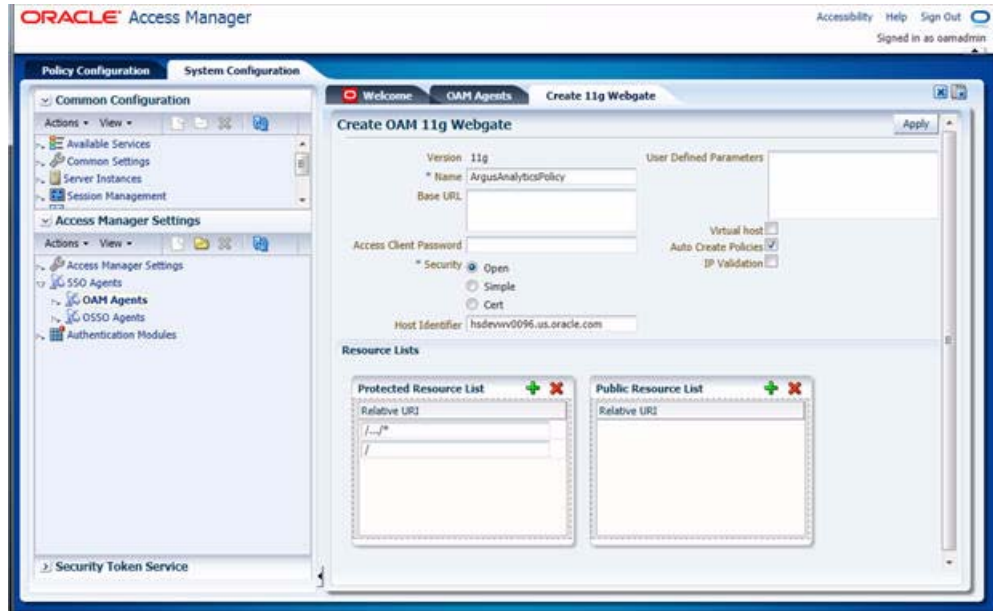 ORACLE Access Manager
Accessibility Help Sign Out
Signed in as oamadmin
Policy Configuration System Configuration
Common Configuration
Actions View
Available Services
Common Settings
Server Instances
Session Management
Access Manager Settings
Actions View
Access Manager Settings
SSO Agents
OAM Agents
OSSO Agents
Authentication Modules
Security Token Service
Welcome OAM Agents Create 11g Webgate
Create OAM 11g Webgate Apply
Version 11g
* Name ArgusAnalyticsPolicy
Base URL
Access Client Password
* Security Open
Simple
Cert
Host Identifier hsdevwv0096.us.oracle.com
User Defined Parameters
Virtual host
Auto Create Policies
IP Validation
Resource Lists
Protected Resource List
Relative URI
/.../*
/
Public Resource List
Relative URI